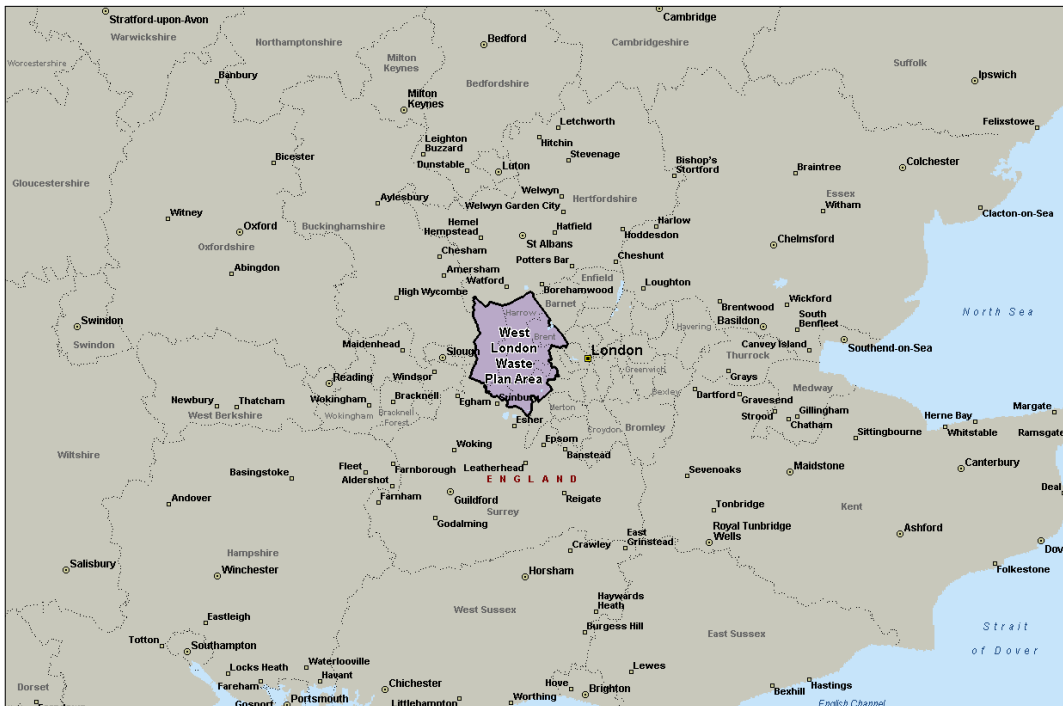 Stratford-upon-Avon
Cambridge
Warwickshire
Northamptonshire
Bedford
Cambridgeshire
Worcestershire
Milton
Keynes
Suffolk
Banbury
Bedfordshire
Ipswich
Milton
Keynes
Felixstowe
Letchworth
Leighton
Buzzard
Hitchin
Bicester
Dunstable
Stevenage
Luton
Bishop's
Stortford
Braintree
Colchester
Gloucestershire
Aylesbury
Welwyn
Hertfordshire
Essex
Welwyn Garden City
Witham
Clacton-on-Sea
Witney
Buckinghamshire
Hemel
Hempstead
Hatfield
Harlow
Oxford
Hoddesdon
Oxfordshire
St Albans
Chelmsford
Chesham
Potters Bar
Cheshunt
Abingdon
Amersham
Enfield
Watford
Borehamwood
Loughton
High Wycombe
Barnet
Brentwood
Wickford
Harrow
South
Benfleet
North Sea
Swindon
West
London
Waste
Plan Area
Brent
Havering
Basildon
Swindon
Maidenhead
Slough
London
Canvey Island
Southend-on-Sea
Thurrock
Reading
Windsor
Greenwich
Grays
Newbury
Thatcham
Wokingham
Bracknell
Egham
Sunbury
Bexley
Dartford
Medway
West Berkshire
Wokingham
Bracknell
Forest
Merton
Gravesend
Gillingham
Margate
Esher
Croydon
Bromley
Strood
Chatham
Herne Bay
Whitstable
Ramsgate
Wiltshire
Woking
Epsom
Banstead
Sittingbourne
Fleet
Farnborough
Leatherhead
Sevenoaks
Maidstone
Canterbury
Basingstoke
Aldershot
ENGLAND
Deal
Andover
Farnham
Guildford
Reigate
Tonbridge
Kent
Surrey
Godalming
Royal Tunbridge
Wells
Ashford
East
Grinstead
Dov
Hampshire
Crawley
Folkestone
Salisbury
Winchester
Horsham
Haywards
Heath
West Sussex
Eastleigh
Burgess Hill
East Sussex
Strait
of Dover
Totton
Southampton
Locks Heath
Waterlooville
Lewes
Fareham
Havant
Hove
Dorset
Chichester
Brighton
Bexhill
Hastings
Gosport
Portsmouth
Littlehampton
Worthing
English Channel